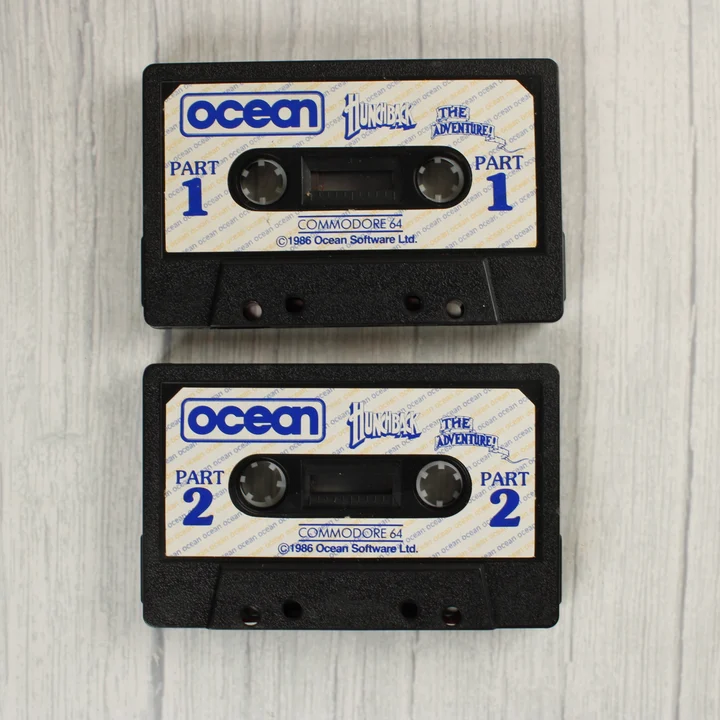 ocean HUNCHBACK THE ADVENTURE!
PART 1 PART 1
COMMODORE 64
©1986 Ocean Software Ltd.
ocean HUNCHBACK THE ADVENTURE!
PART 2 PART 2
COMMODORE 64
©1986 Ocean Software Ltd.